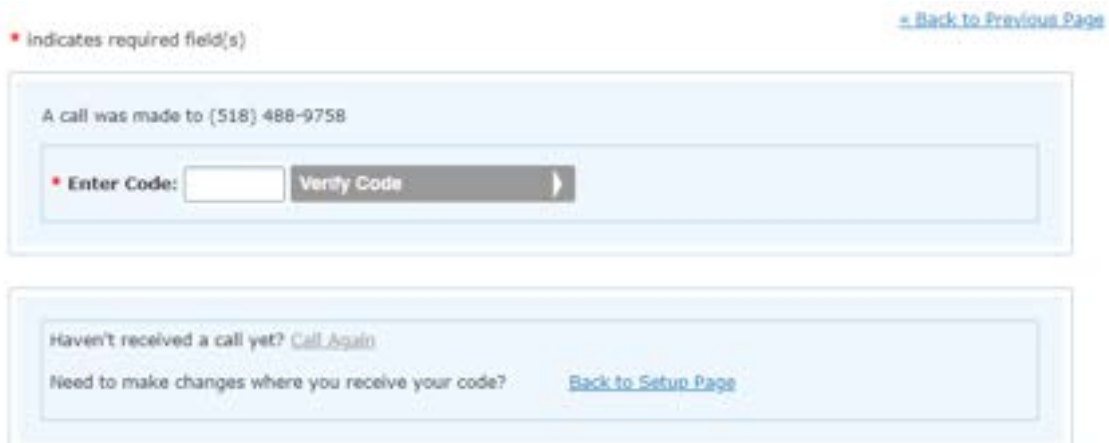 « Back to Previous Page
* indicates required field(s)
A call was made to (518) 488-9758
* Enter Code: Verify Code
Haven't received a call yet? Call Again
Need to make changes where you receive your code? Back to Setup Page